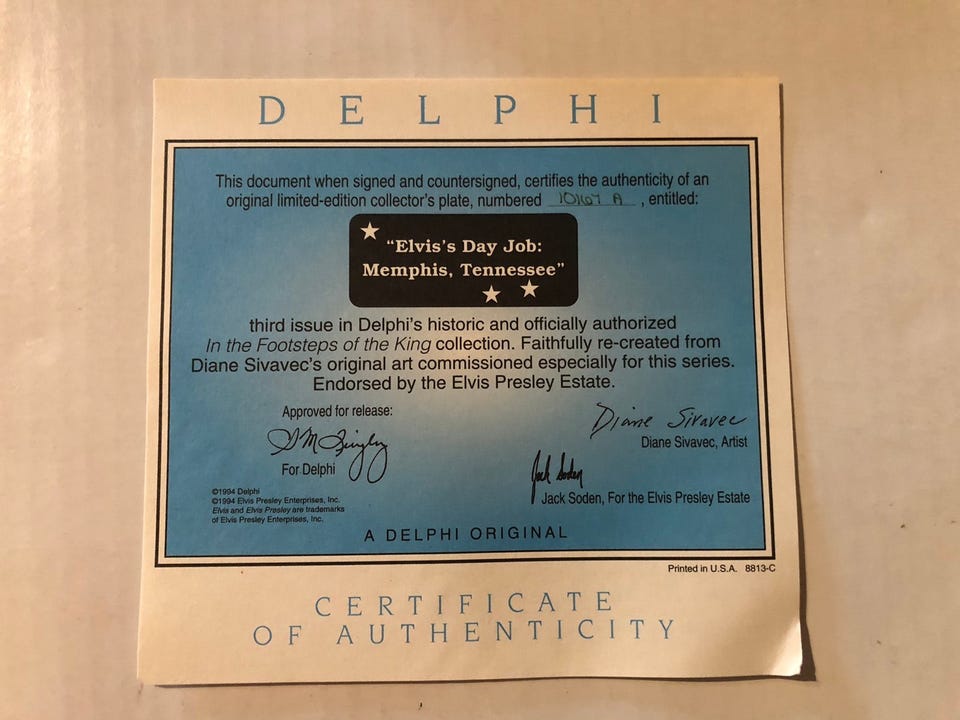 DELPHI
This document when signed and countersigned, certifies the authenticity of an
original limited-edition collector's plate, numbered 10167 A, entitled:
"Elvis's Day Job:
Memphis, Tennessee"
third issue in Delphi's historic and officially authorized
In the Footsteps of the King collection. Faithfully re-created from
Diane Sivavec's original art commissioned especially for this series.
Endorsed by the Elvis Presley Estate.
Approved for release:
Diane Sivavec
Diane Sivavec, Artist
For Delphi
Jack Soden
Jack Soden, For the Elvis Presley Estate
©1994 Delphi
©1994 Elvis Presley Enterprises, Inc.
Elvis and Elvis Presley are trademarks
of Elvis Presley Enterprises, Inc.
A DELPHI ORIGINAL
Printed in U.S.A. 8813-C
CERTIFICATE
OF AUTHENTICITY